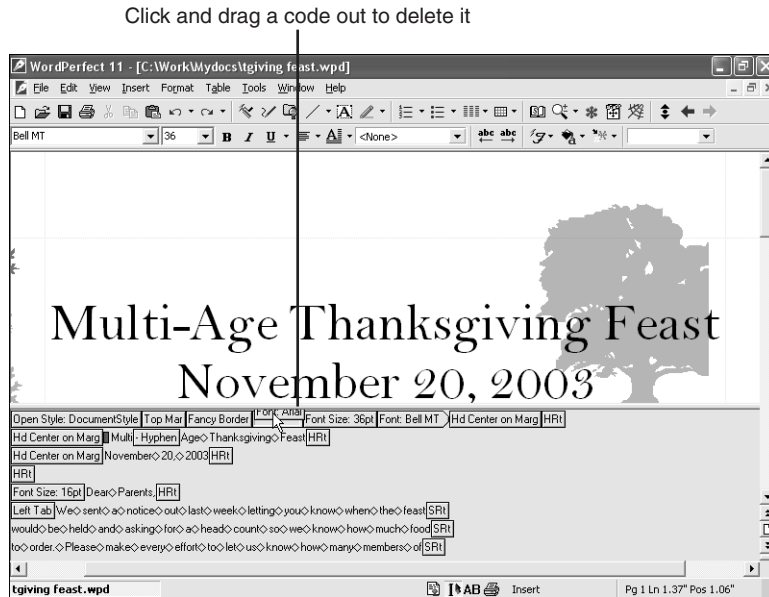 Click and drag a code out to delete it
WordPerfect 11 - [C:\Work\Mydocs\tgiving feast.wpd]
File Edit View Insert Format Table Tools Window Help
Bell MT 36 B I U A <None> abc abc
Multi-Age Thanksgiving Feast
November 20, 2003
Open Style: DocumentStyle Top Mar Fancy Border Font: Arial Font Size: 36pt Font: Bell MT Hd Center on Marg HRt
Hd Center on Marg Multi - Hyphen Age◇Thanksgiving◇Feast HRt
Hd Center on Marg November◇20,◇2003 HRt
HRt
Font Size: 16pt Dear◇Parents, HRt
Left Tab We◇sent◇a◇notice◇out◇last◇week◇letting◇you◇know◇when◇the◇feast SRt
would◇be◇held◇and◇asking◇for◇a◇head◇count◇so◇we◇know◇how◇much◇food SRt
to◇order.◇Please◇make◇every◇effort◇to◇let◇us◇know◇how◇many◇members◇of SRt
tgiving feast.wpd AB Insert Pg 1 Ln 1.37" Pos 1.06"